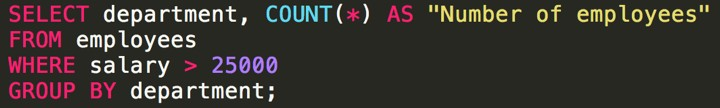 SELECT department, COUNT(*) AS "Number of employees"
FROM employees
WHERE salary > 25000
GROUP BY department;